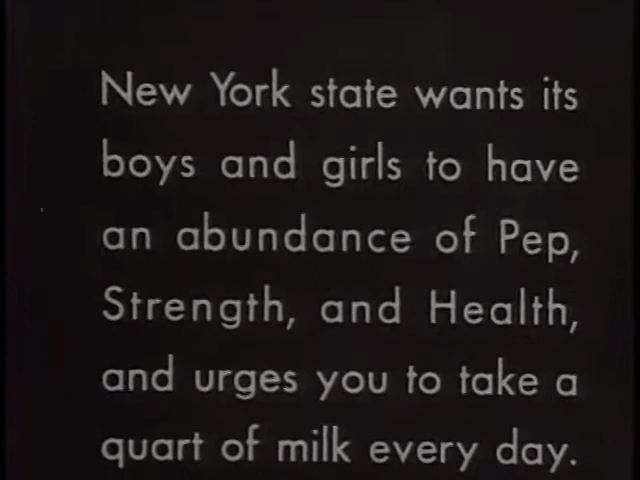 New York state wants its
boys and girls to have
an abundance of Pep,
Strength, and Health,
and urges you to take a
quart of milk every day.